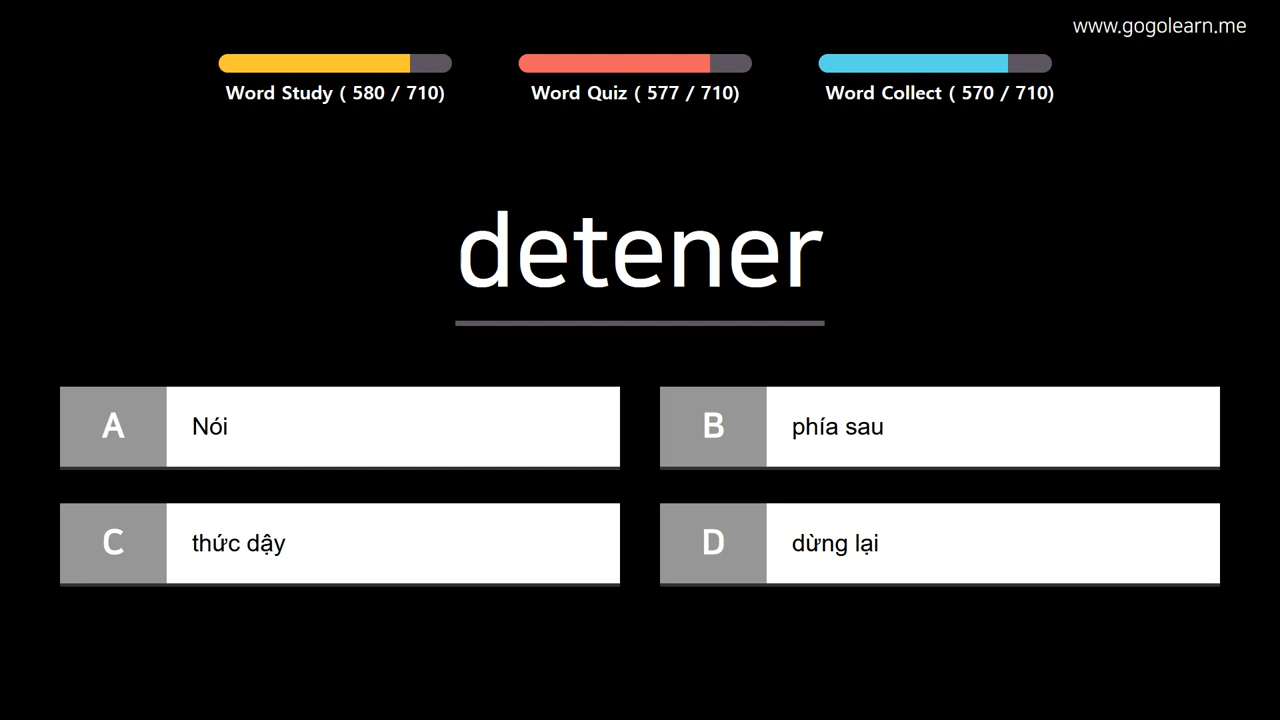 www.gogolearn.me
Word Study ( 580 / 710)
Word Quiz ( 577 / 710)
Word Collect ( 570 / 710)
detener
A Nói
B phía sau
C thức dậy
D dừng lại